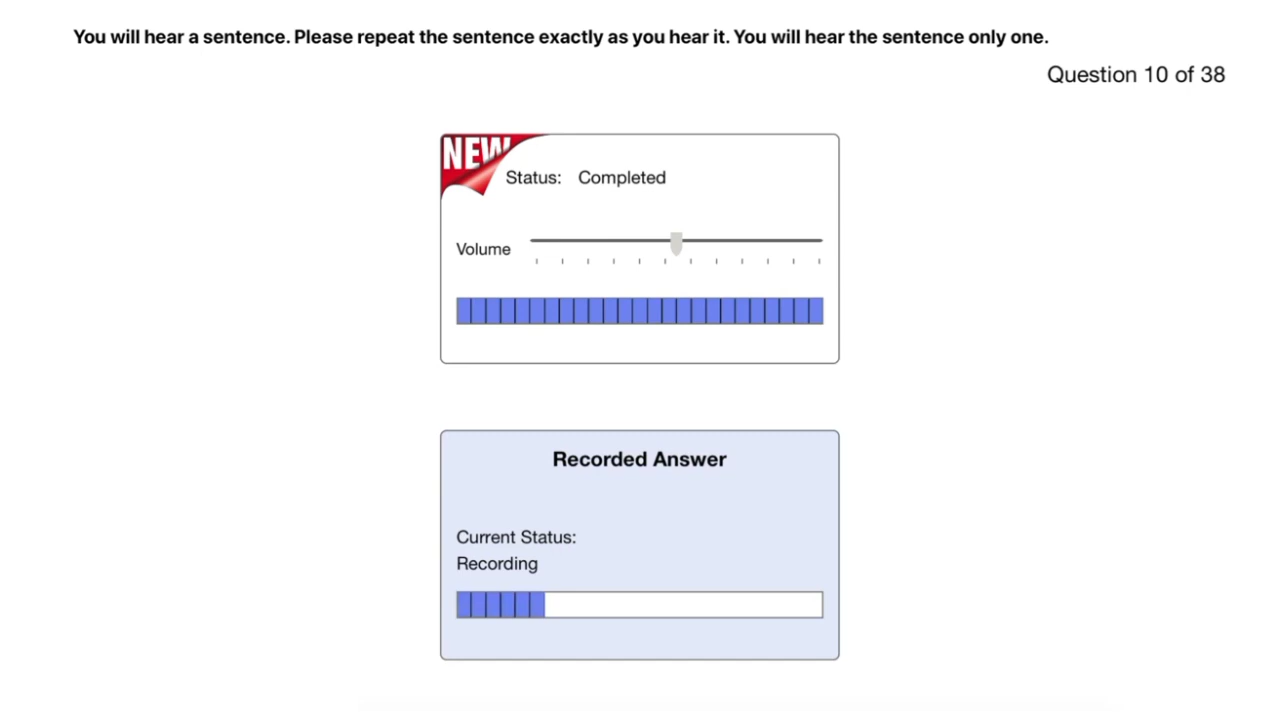 You will hear a sentence. Please repeat the sentence exactly as you hear it. You will hear the sentence only one.
Question 10 of 38
NEW!
Status: Completed
Volume
Recorded Answer
Current Status:
Recording